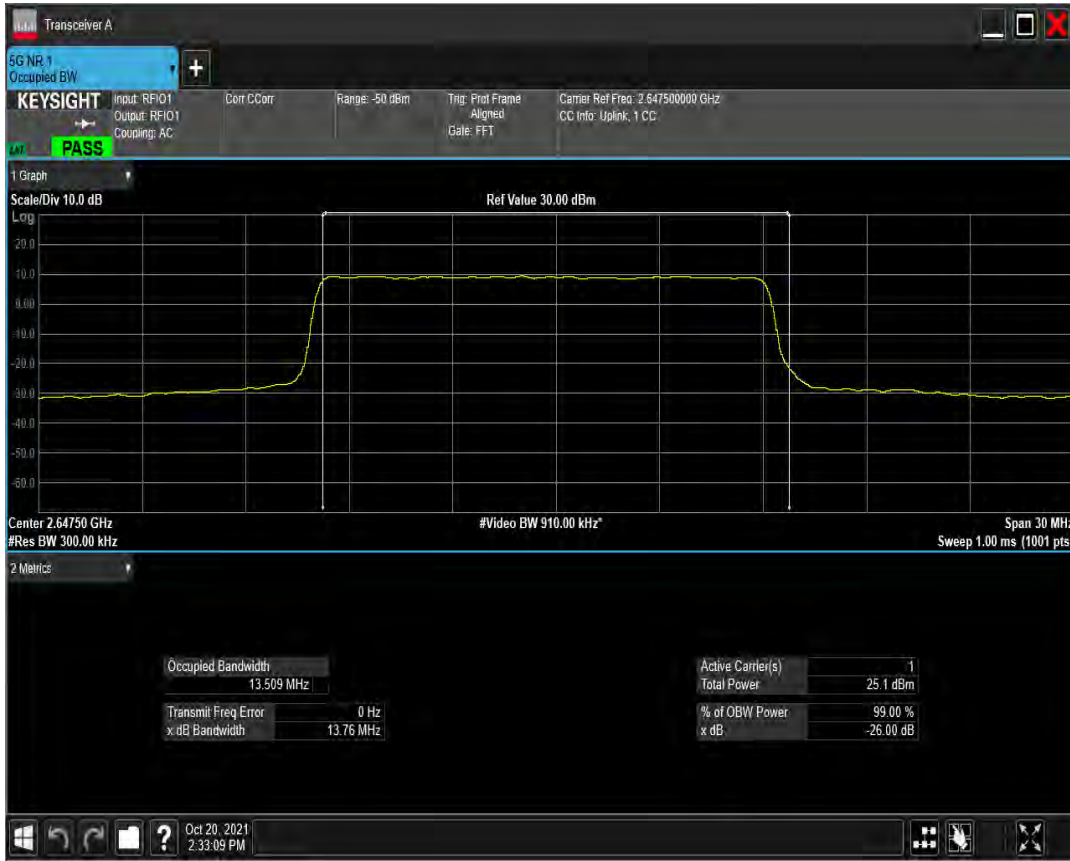 Transceiver A
5G NR 1
Occupied BW
+
KEYSIGHT
Input: RFIO1
Output: RFIO1
Coupling: AC
Corr CCorr
Range: -50 dBm
Trig: Prot Frame
Aligned
Gate: FFT
Carrier Ref Freq: 2.647500000 GHz
CC Info: Uplink, 1 CC
PASS
1 Graph
Scale/Div 10.0 dB
Ref Value 30.00 dBm
Log
20.0
10.0
0.00
-10.0
-20.0
-30.0
-40.0
-50.0
-60.0
Center 2.64750 GHz
#Video BW 910.00 kHz*
Span 30 MHz
#Res BW 300.00 kHz
Sweep 1.00 ms (1001 pts
2 Metrics
Occupied Bandwidth
13.509 MHz
Transmit Freq Error 0 Hz
x dB Bandwidth 13.76 MHz
Active Carrier(s) 1
Total Power 25.1 dBm
% of OBW Power 99.00 %
x dB -26.00 dB
?
Oct 20, 2021
2:33:09 PM